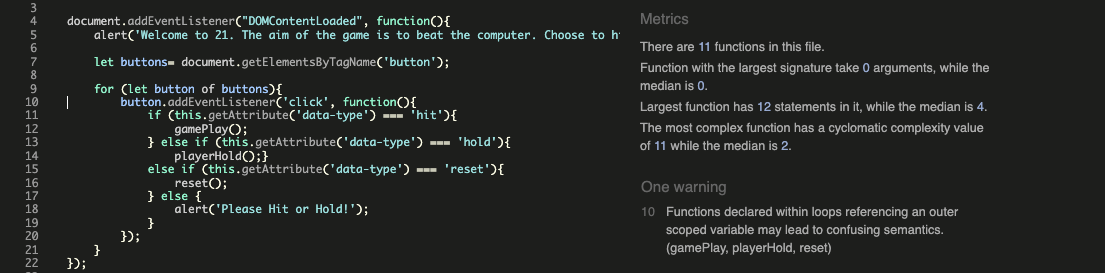 3
4 document.addEventListener("DOMContentLoaded", function(){
5 alert('Welcome to 21. The aim of the game is to beat the computer. Choose to
6
7 let buttons= document.getElementsByTagName('button');
8
9 for (let button of buttons){
10 button.addEventListener('click', function(){
11 if (this.getAttribute('data-type') === 'hit'){
12 gamePlay();
13 } else if (this.getAttribute('data-type') === 'hold'){
14 playerHold();}
15 else if (this.getAttribute('data-type') === 'reset'){
16 reset();
17 } else {
18 alert('Please Hit or Hold!');
19 }
20 });
21 }
22 });
Metrics
There are 11 functions in this file.
Function with the largest signature take 0 arguments, while the
median is 0.
Largest function has 12 statements in it, while the median is 4.
The most complex function has a cyclomatic complexity value
of 11 while the median is 2.
One warning
10 Functions declared within loops referencing an outer
scoped variable may lead to confusing semantics.
(gamePlay, playerHold, reset)